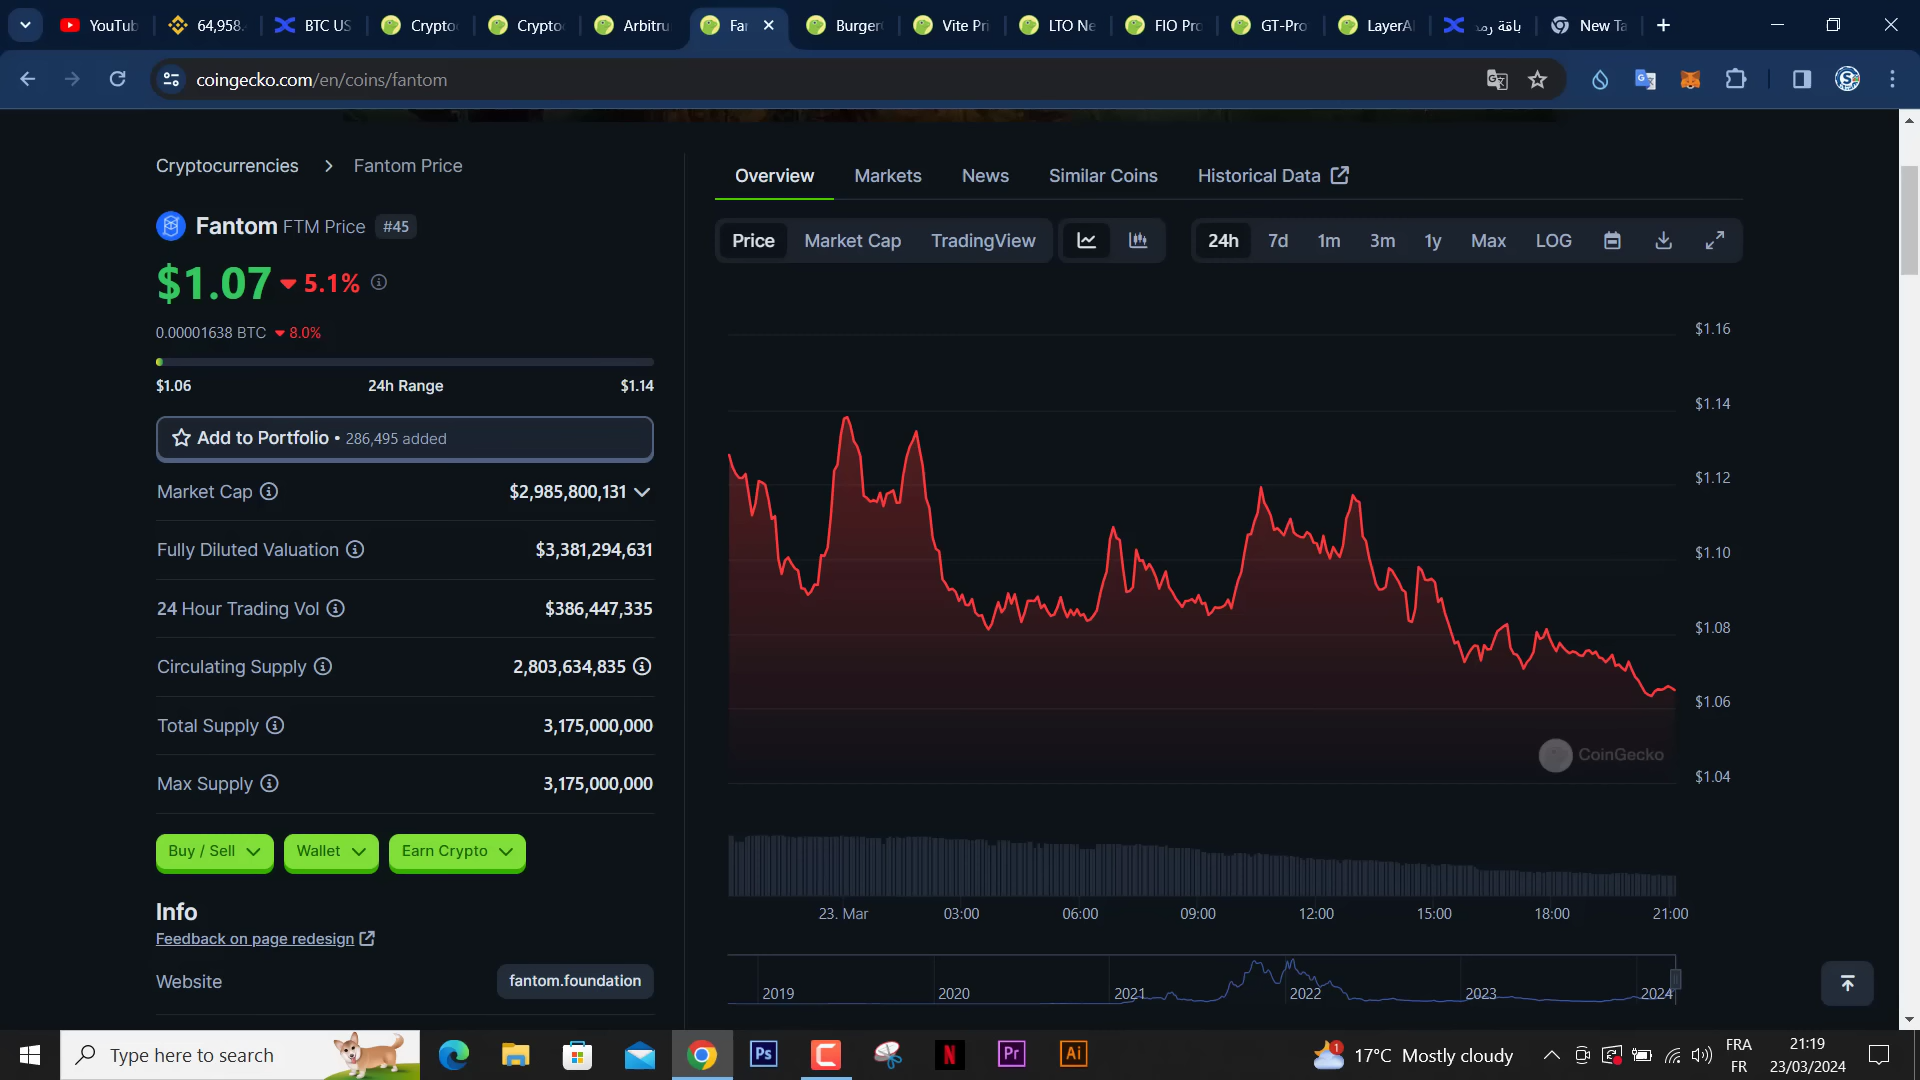 YouTub
64,958.
BTC US
Crypto
Crypto
Arbitru
Fan
Burger
Vite Pri
LTO Ne
FIO Pro
GT-Pro
LayerA
باقة رمض
New Ta
coingecko.com/en/coins/fantom
Cryptocurrencies > Fantom Price
Fantom FTM Price #45
$1.07 5.1%
0.00001638 BTC 8.0%
$1.06 24h Range $1.14
Add to Portfolio • 286,495 added
Market Cap $2,985,800,131
Fully Diluted Valuation $3,381,294,631
24 Hour Trading Vol $386,447,335
Circulating Supply 2,803,634,835
Total Supply 3,175,000,000
Max Supply 3,175,000,000
Buy / Sell Wallet Earn Crypto
Info
Feedback on page redesign
Website fantom.foundation
Overview Markets News Similar Coins Historical Data
Price Market Cap TradingView 24h 7d 1m 3m 1y Max LOG
$1.16
$1.14
$1.12
$1.10
$1.08
$1.06
CoinGecko
$1.04
23. Mar 03:00 06:00 09:00 12:00 15:00 18:00 21:00
2019 2020 2021 2022 2023 2024
Type here to search
Ps
N
Pr
Ai
1
17°C Mostly cloudy
FRA
FR
21:19
23/03/2024